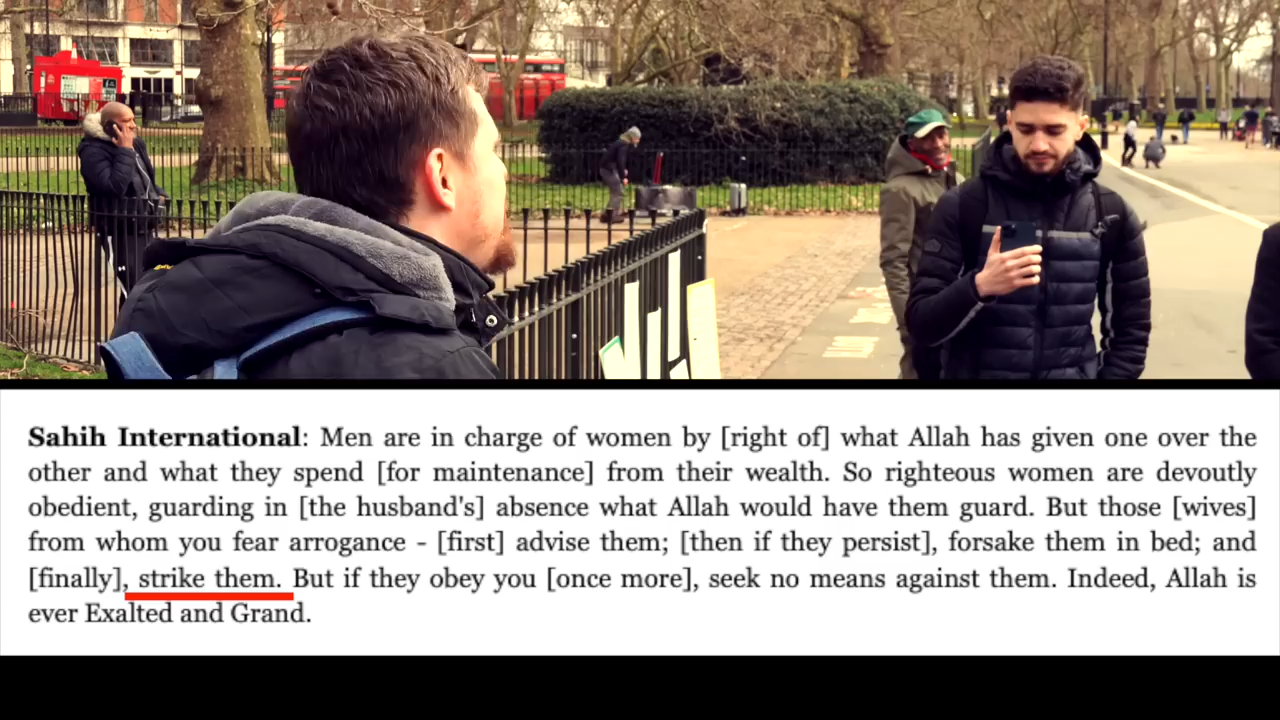 Sahih International: Men are in charge of women by [right of] what Allah has given one over the
other and what they spend [for maintenance] from their wealth. So righteous women are devoutly
obedient, guarding in [the husband's] absence what Allah would have them guard. But those [wives]
from whom you fear arrogance - [first] advise them; [then if they persist], forsake them in bed; and
[finally], strike them. But if they obey you [once more], seek no means against them. Indeed, Allah is
ever Exalted and Grand.